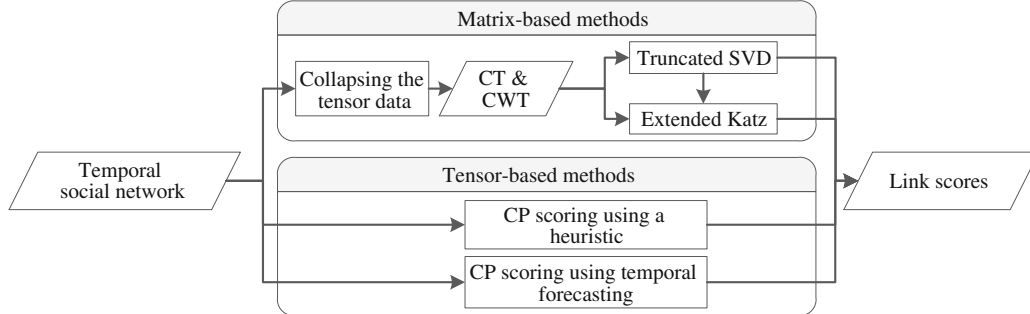 Matrix-based methods
Collapsing the
tensor data
CT &
CWT
Truncated SVD
Extended Katz
Temporal
social network
Tensor-based methods
CP scoring using a
heuristic
CP scoring using temporal
forecasting
Link scores